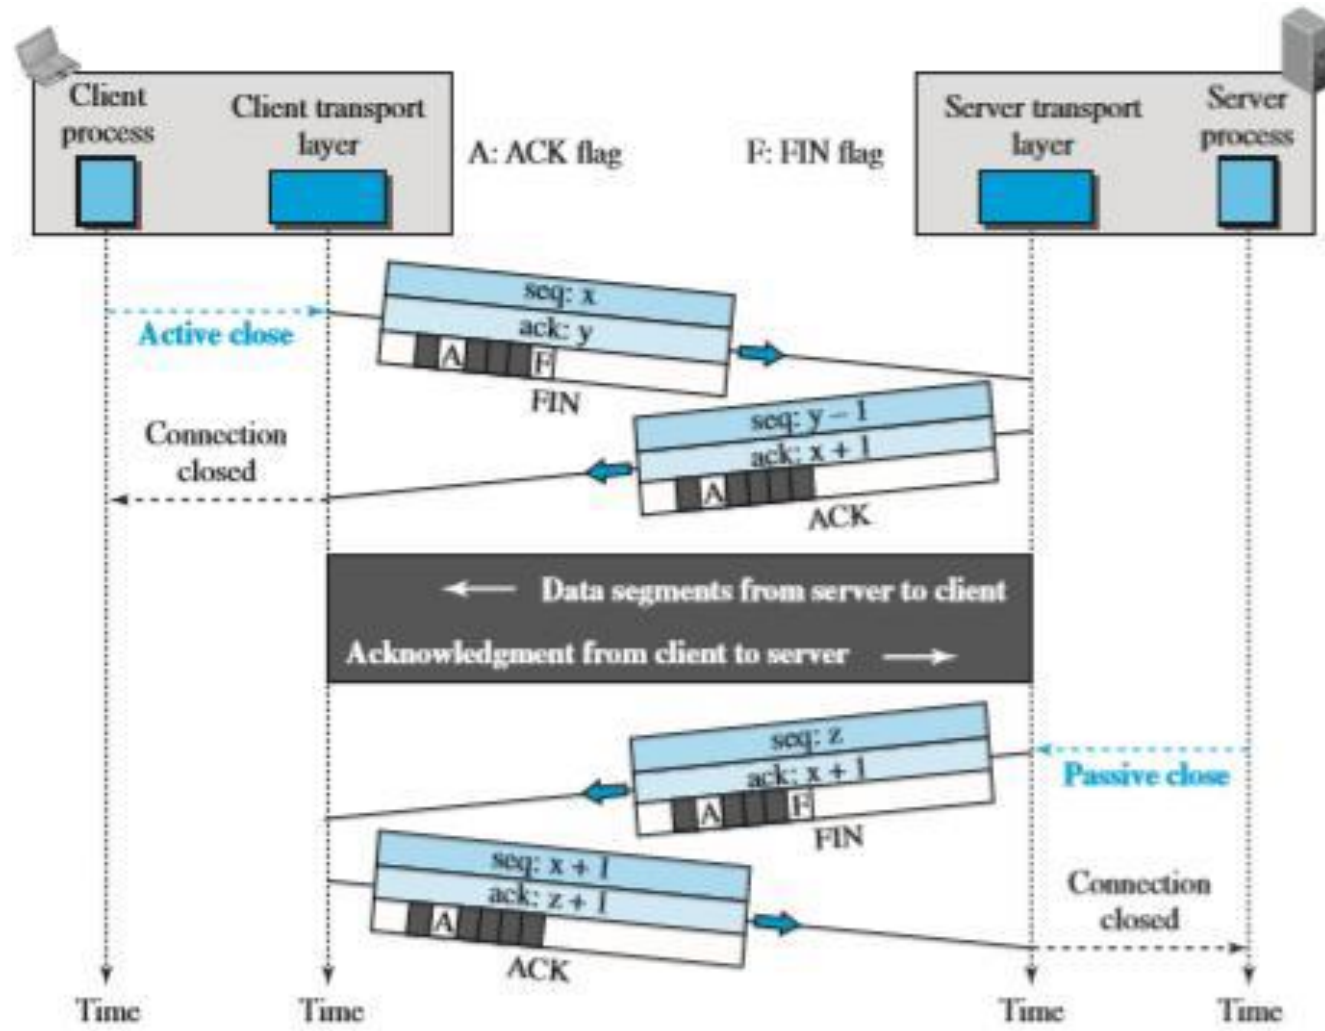 Client
process
Client transport
layer
A: ACK flag
F: FIN flag
Server transport
layer
Server
process
Active close
seq: x
ack: y
A
F
FIN
seq: y – 1
ack: x + 1
A
ACK
Connection
closed
Data segments from server to client
Acknowledgment from client to server
seq: z
ack: x + 1
A
F
FIN
Passive close
seq: x + 1
ack: z + 1
A
ACK
Connection
closed
Time
Time
Time
Time